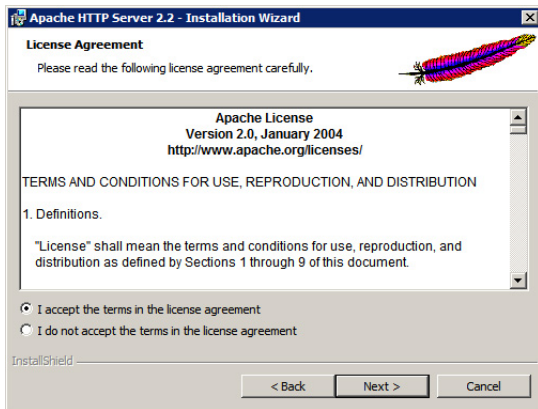 Apache HTTP Server 2.2 - Installation Wizard
License Agreement
Please read the following license agreement carefully.
Apache License
Version 2.0, January 2004
http://www.apache.org/licenses/
TERMS AND CONDITIONS FOR USE, REPRODUCTION, AND DISTRIBUTION
1. Definitions.
"License" shall mean the terms and conditions for use, reproduction, and
distribution as defined by Sections 1 through 9 of this document.
I accept the terms in the license agreement
I do not accept the terms in the license agreement
InstallShield
< Back Next > Cancel